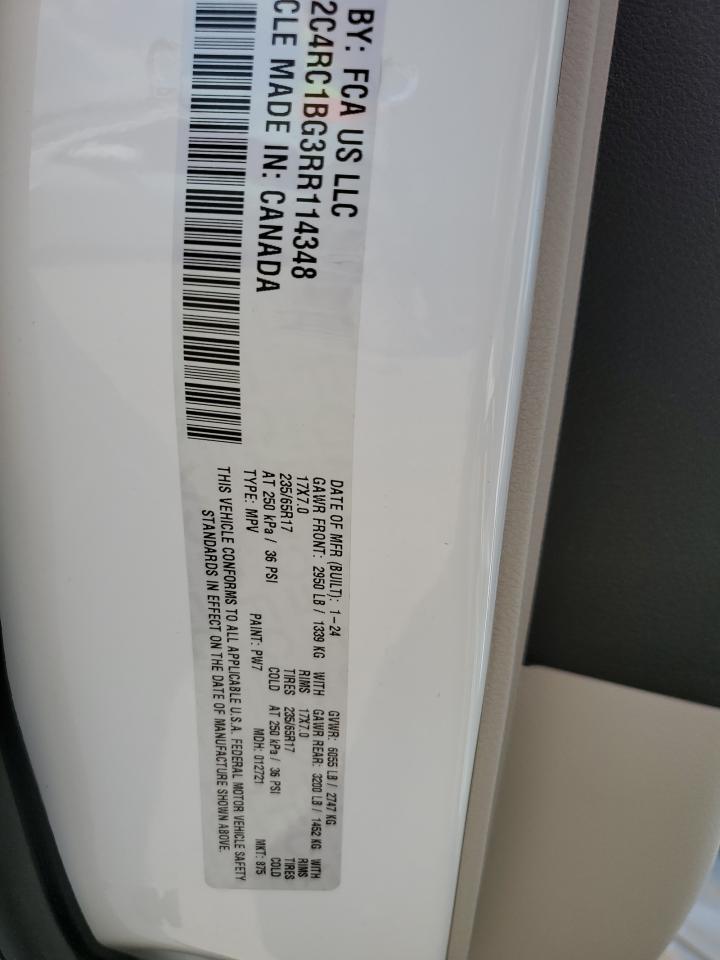 BY: FCA US LLC
2C4RC1BG3RR114348
CLE MADE IN: CANADA
DATE OF MFR (BUILT): 1-24 GVWR: 6055 LB / 2747 KG
GAWR FRONT: 2950 LB / 1339 KG WITH GAWR REAR: 3200 LB / 1452 KG WITH
17X7.0 RIMS 17X7.0 RIMS
235/65R17 TIRES 235/65R17 TIRES
AT 250 kPa / 36 PSI COLD AT 250 kPa / 36 PSI COLD
TYPE: MPV PAINT: PW7 MDH: 012721 MKT: 875
THIS VEHICLE CONFORMS TO ALL APPLICABLE U.S.A. FEDERAL MOTOR VEHICLE SAFETY
STANDARDS IN EFFECT ON THE DATE OF MANUFACTURE SHOWN ABOVE.